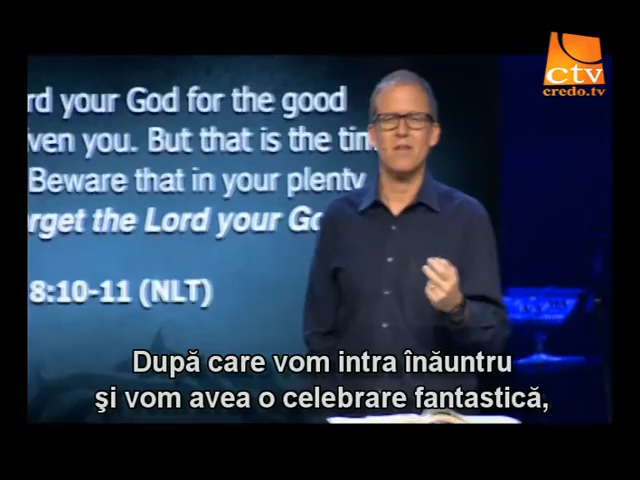 ctv
credo.tv
rd your God for the good
ven you. But that is the
Beware that in your plenty
rget the Lord your
8:10-11 (NLT)
După care vom intra înăuntru
şi vom avea o celebrare fantastică,